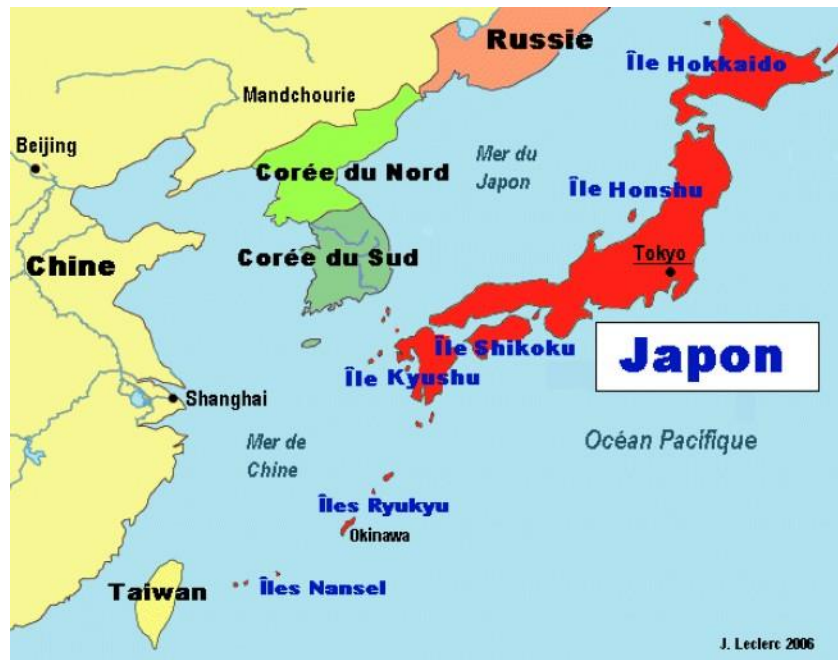 Russie
Île Hokkaido
Mandchourie
Beijing
Mer du
Japon
Corée du Nord
Île Honshu
Chine
Corée du Sud
Tokyo
Île Shikoku
Japon
Île Kyushu
Shanghai
Mer de
Chine
Océan Pacifique
Îles Ryukyu
Okinawa
Taiwan
Îles Nansel
J. Leclerc 2006